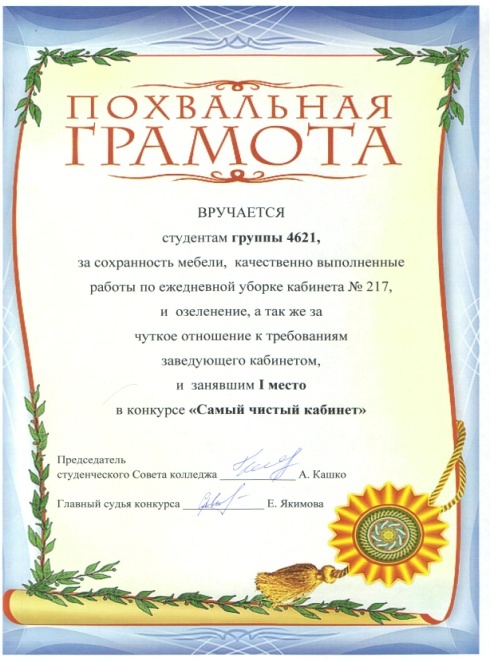 ПОХВАЛЬНАЯ
ГРАМОТА
ВРУЧАЕТСЯ
студентам группы 4621,
за сохранность мебели, качественно выполненные
работы по ежедневной уборке кабинета № 217,
и озеленение, а так же за
чуткое отношение к требованиям
заведующего кабинетом,
и занявшим I место
в конкурсе «Самый чистый кабинет»
Председатель
студенческого Совета колледжа ____________ А. Кашко
Главный судья конкурса ____________ Е. Якимова